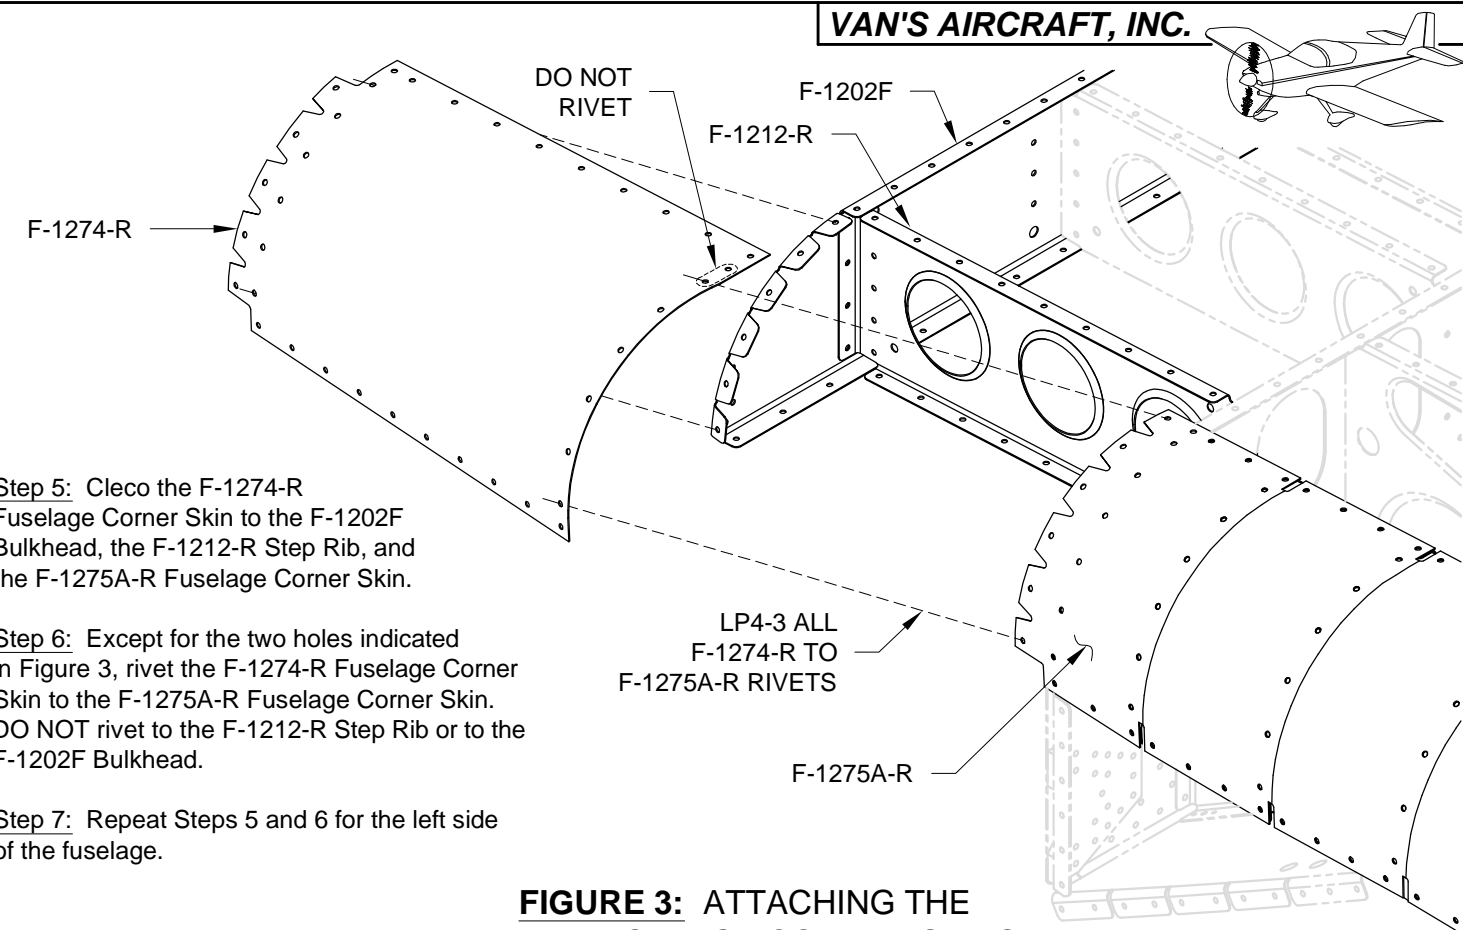 VAN'S AIRCRAFT, INC.
DO NOT
RIVET
F-1202F
F-1212-R
F-1274-R
Step 5: Cleco the F-1274-R
Fuselage Corner Skin to the F-1202F
Bulkhead, the F-1212-R Step Rib, and
the F-1275A-R Fuselage Corner Skin.
Step 6: Except for the two holes indicated
in Figure 3, rivet the F-1274-R Fuselage Corner
Skin to the F-1275A-R Fuselage Corner Skin.
DO NOT rivet to the F-1212-R Step Rib or to the
F-1202F Bulkhead.
Step 7: Repeat Steps 5 and 6 for the left side
of the fuselage.
LP4-3 ALL
F-1274-R TO
F-1275A-R RIVETS
F-1275A-R
FIGURE 3: ATTACHING THE